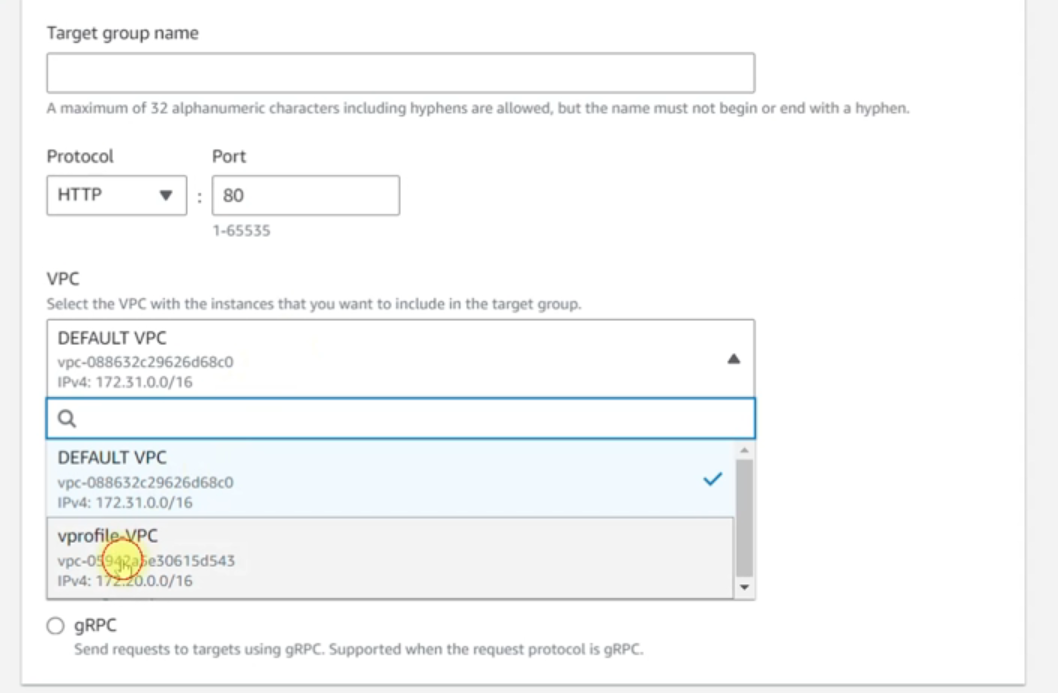 Target group name
A maximum of 32 alphanumeric characters including hyphens are allowed, but the name must not begin or end with a hyphen.
Protocol Port
HTTP : 80
1-65535
VPC
Select the VPC with the instances that you want to include in the target group.
DEFAULT VPC
vpc-088632c29626d68c0
IPv4: 172.31.0.0/16
DEFAULT VPC
vpc-088632c29626d68c0
IPv4: 172.31.0.0/16
vprofile-VPC
vpc-05942a5e30615d543
IPv4: 172.20.0.0/16
gRPC
Send requests to targets using gRPC. Supported when the request protocol is gRPC.